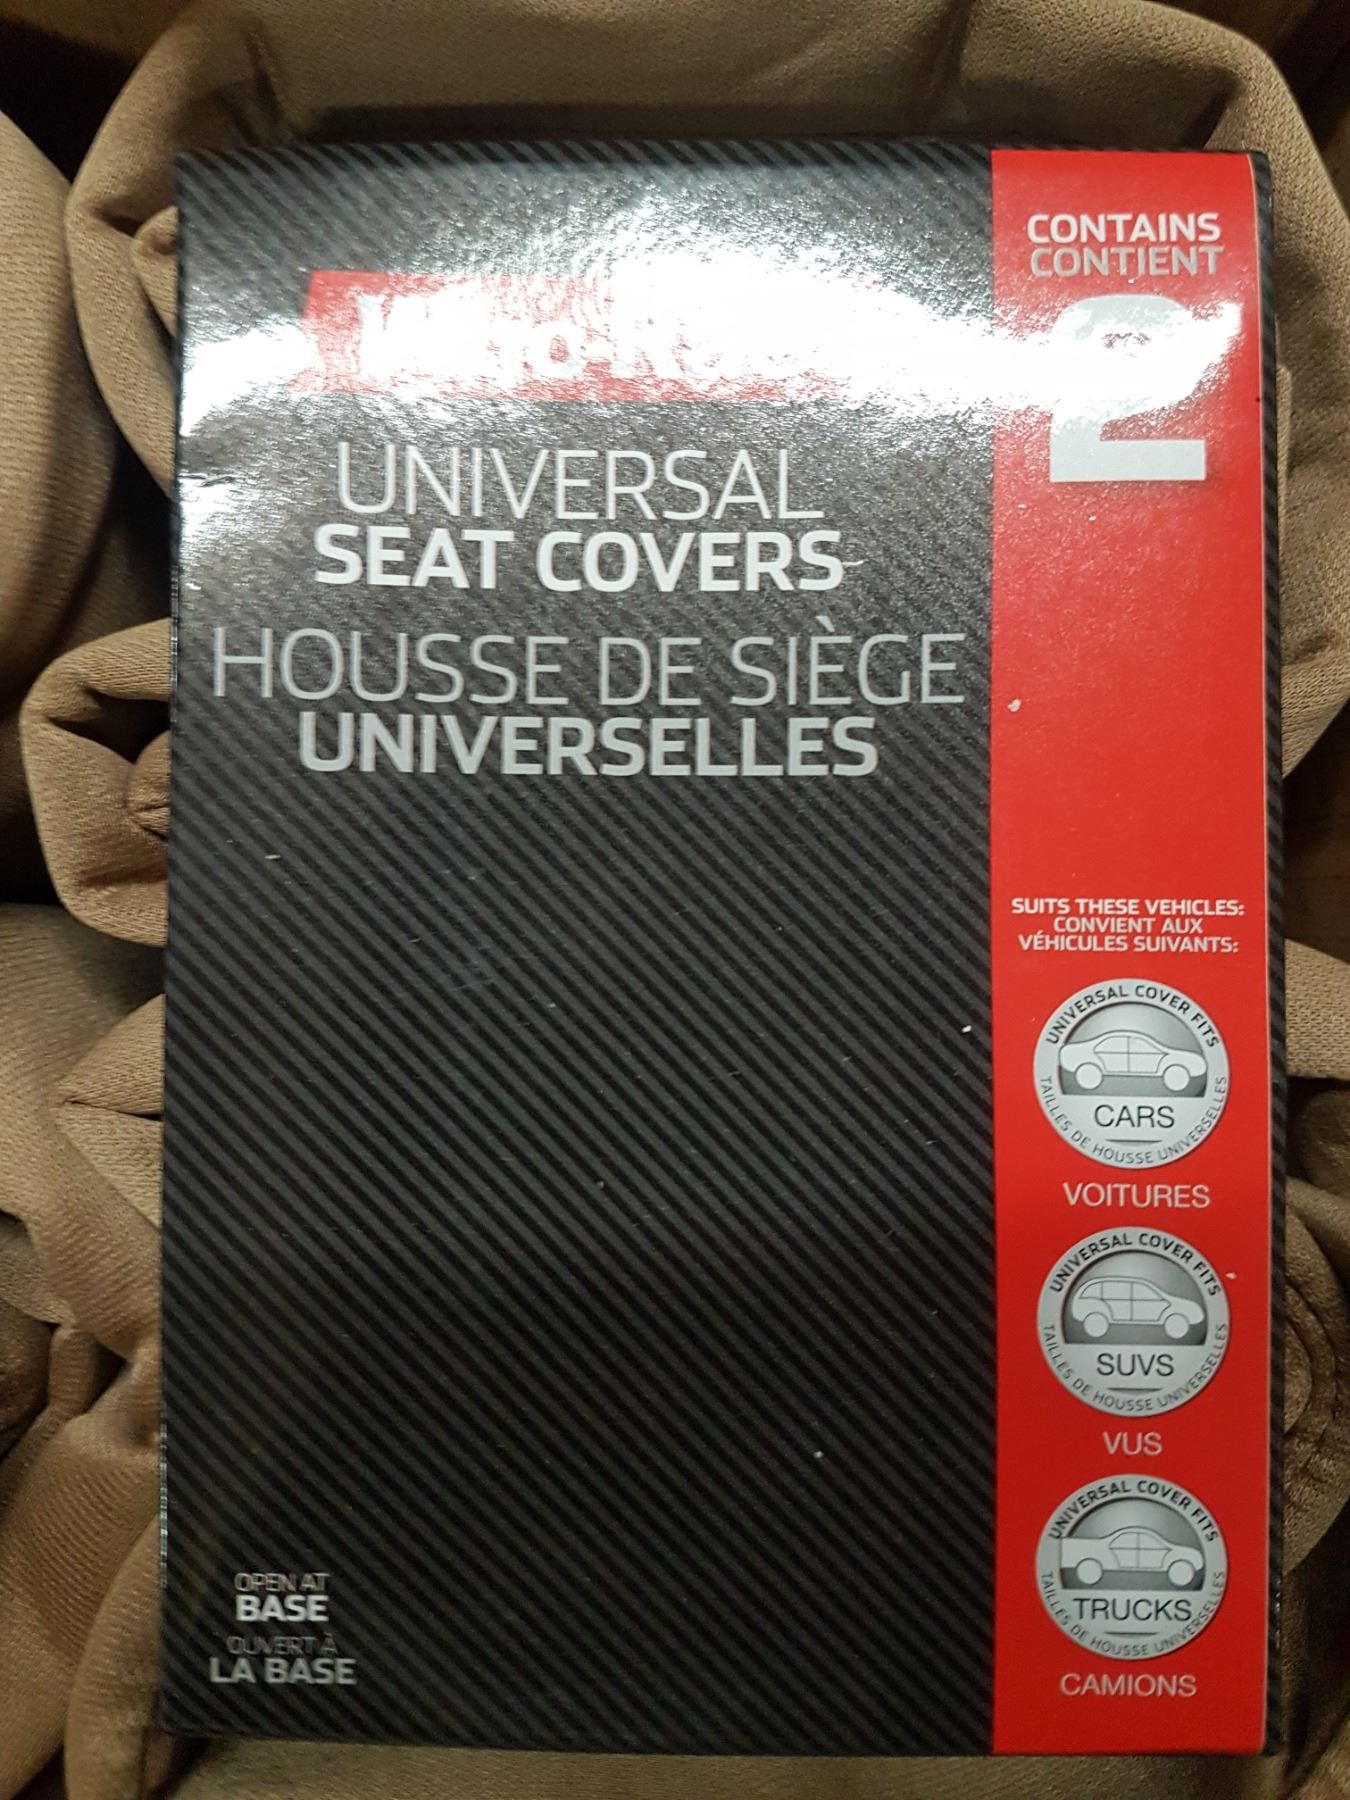 UNIVERSAL
SEAT COVERS
HOUSSE DE SIÈGE
UNIVERSELLES
OPEN AT
BASE
OUVERT À
LA BASE
CONTAINS
CONTIENT
2
SUITS THESE VEHICLES:
CONVIENT AUX
VÉHICULES SUIVANTS:
UNIVERSAL COVER FITS
CARS
TAILLES DE HOUSSE UNIVERSELLES
VOITURES
UNIVERSAL COVER FITS
SUVS
TAILLES DE HOUSSE UNIVERSELLES
VUS
UNIVERSAL COVER FITS
TRUCKS
TAILLES DE HOUSSE UNIVERSELLES
CAMIONS